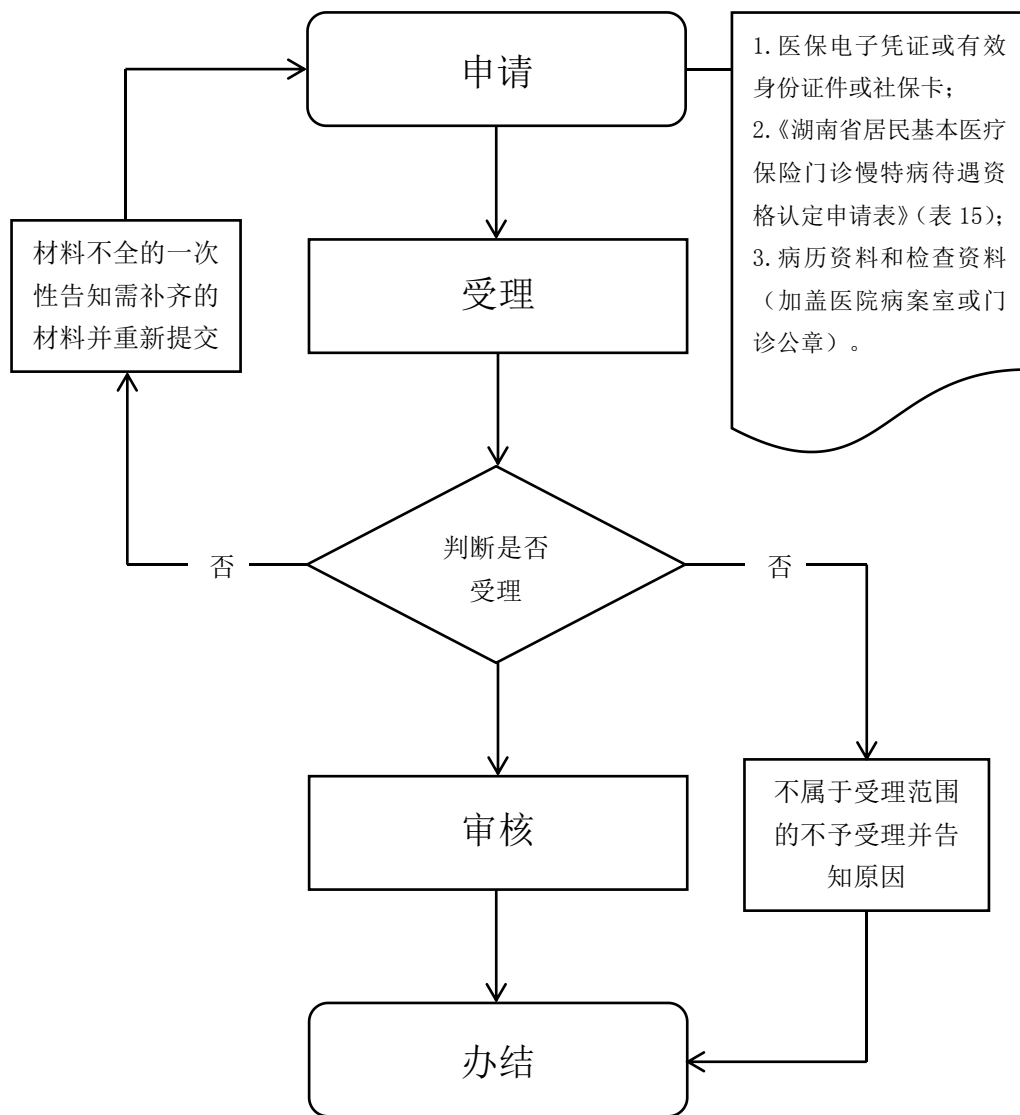 申请
1.医保电子凭证或有效
身份证件或社保卡；
2.《湖南省居民基本医疗
保险门诊慢特病待遇资
格认定申请表》（表 15）；
3.病历资料和检查资料
（加盖医院病案室或门
诊公章）。
材料不全的一次
性告知需补齐的
材料并重新提交
受理
判断是否
受理
否
否
审核
不属于受理范围
的不予受理并告
知原因
办结